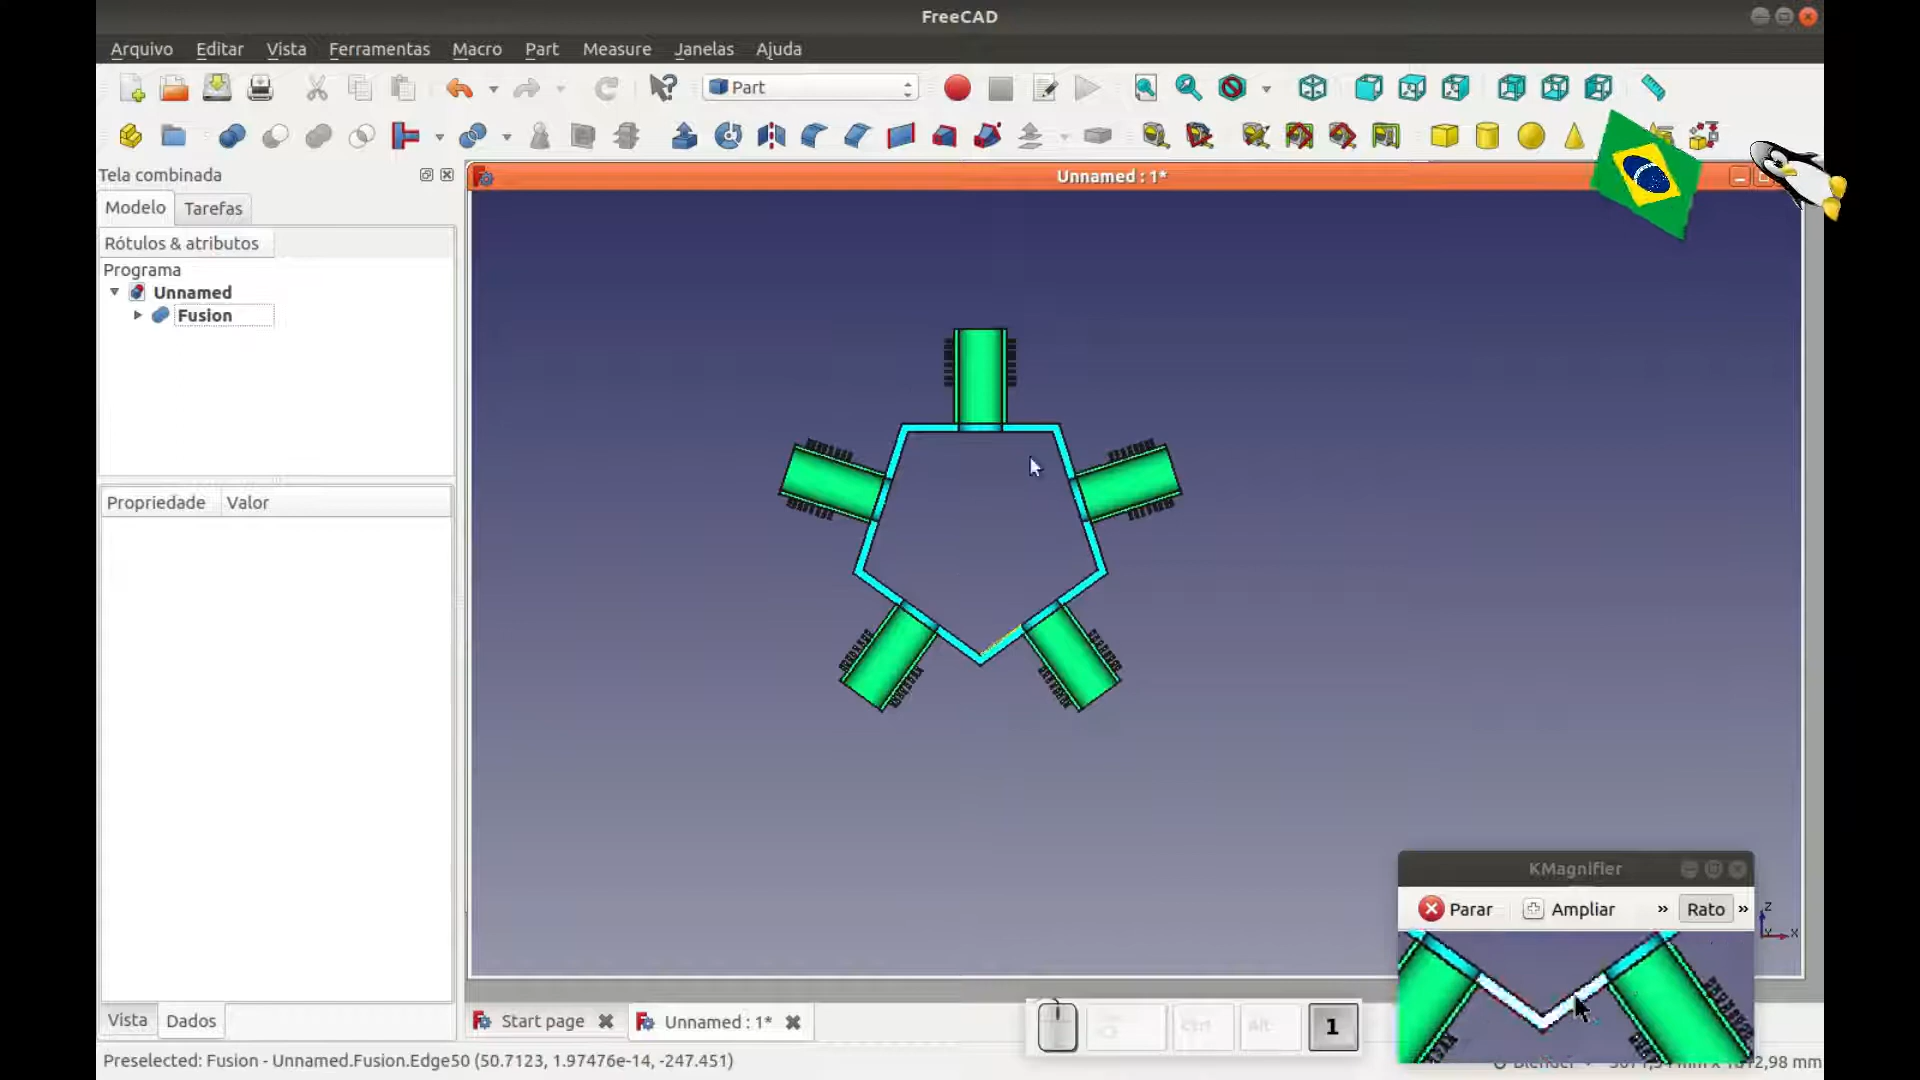 FreeCAD
Arquivo Editar Vista Ferramentas Macro Part Measure Janelas Ajuda
Part
Tela combinada
Unnamed : 1*
Modelo Tarefas
Rótulos & atributos
Programa
Unnamed
Fusion
Propriedade Valor
KMagnifier
Parar Ampliar » Rato »
Z
Y X
Vista Dados
Start page Unnamed : 1*
Ctrl Alt 1
Preselected: Fusion - Unnamed.Fusion.Edge50 (50.7123, 1.97476e-14, -247.451)